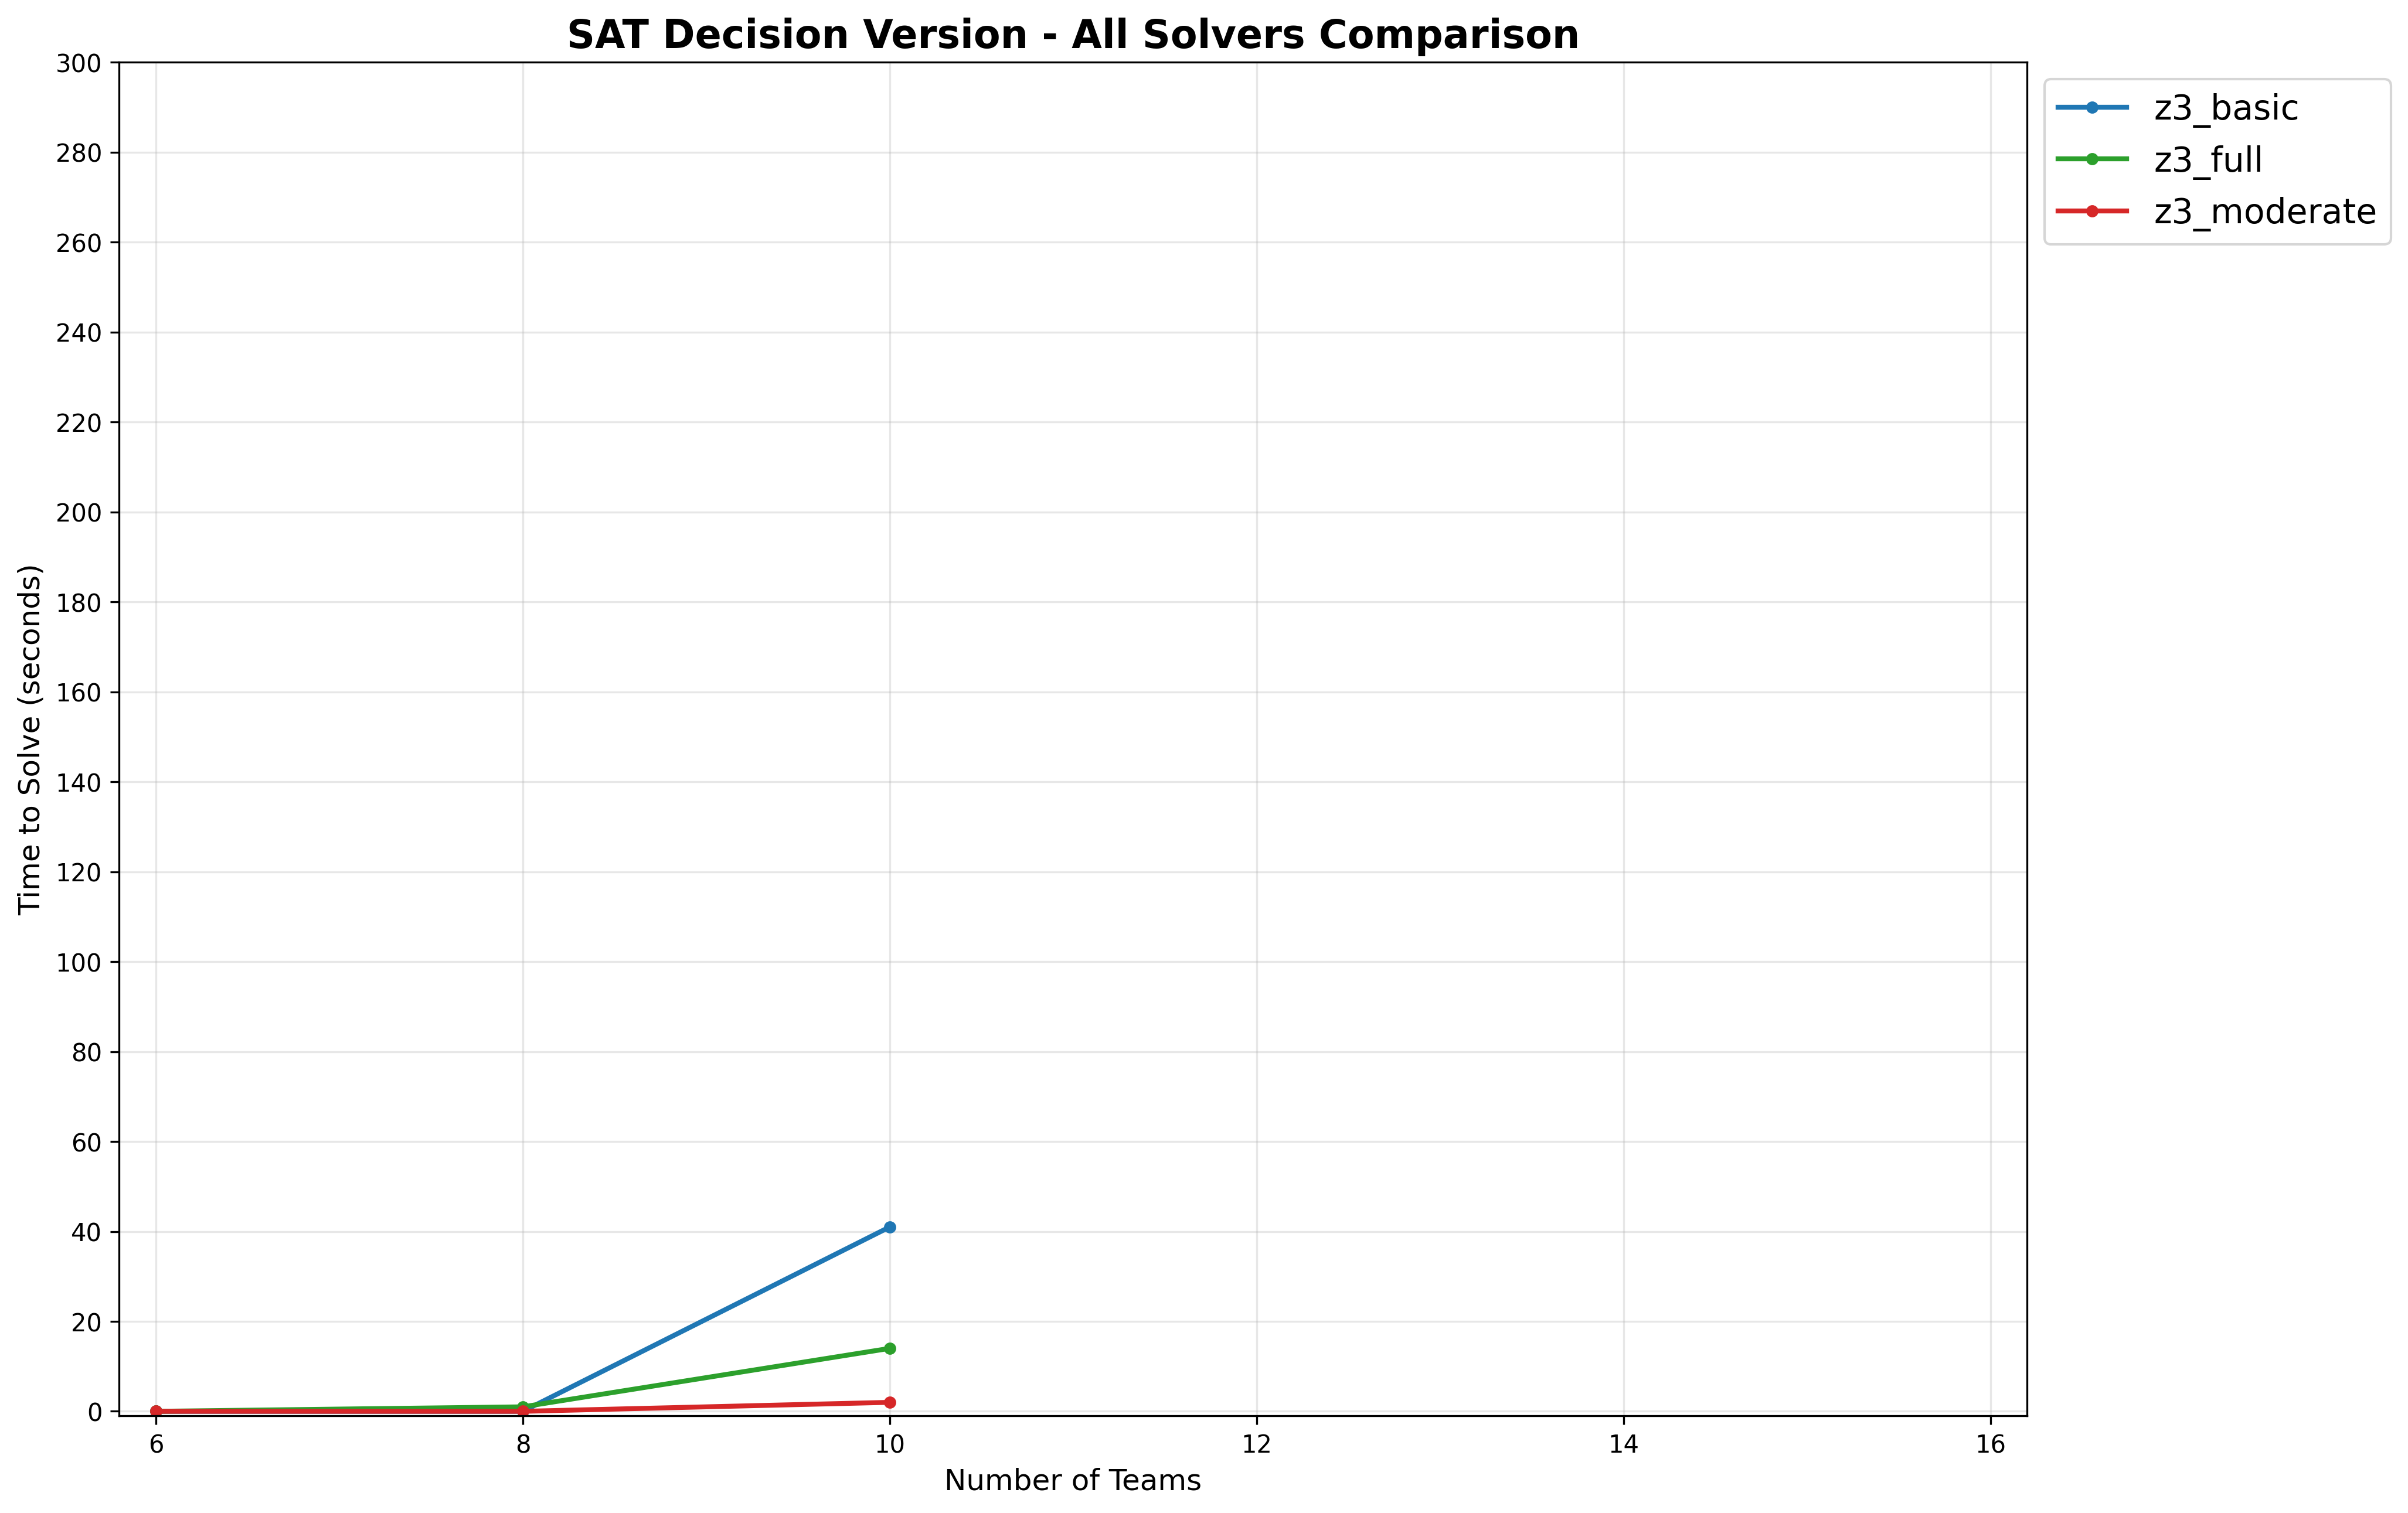 SAT Decision Version - All Solvers Comparison
z3_basic
z3_full
z3_moderate
Time to Solve (seconds)
300
280
260
240
220
200
180
160
140
120
100
80
60
40
20
0
6 8 10 12 14 16
Number of Teams